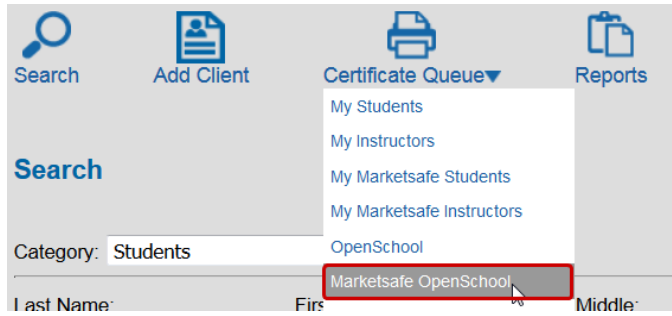 Search Add Client Certificate Queue▼ Reports
My Students
My Instructors
Search
My Marketsafe Students
My Marketsafe Instructors
Category: Students
OpenSchool
Marketsafe OpenSchool
Last Name: Firs Middle: